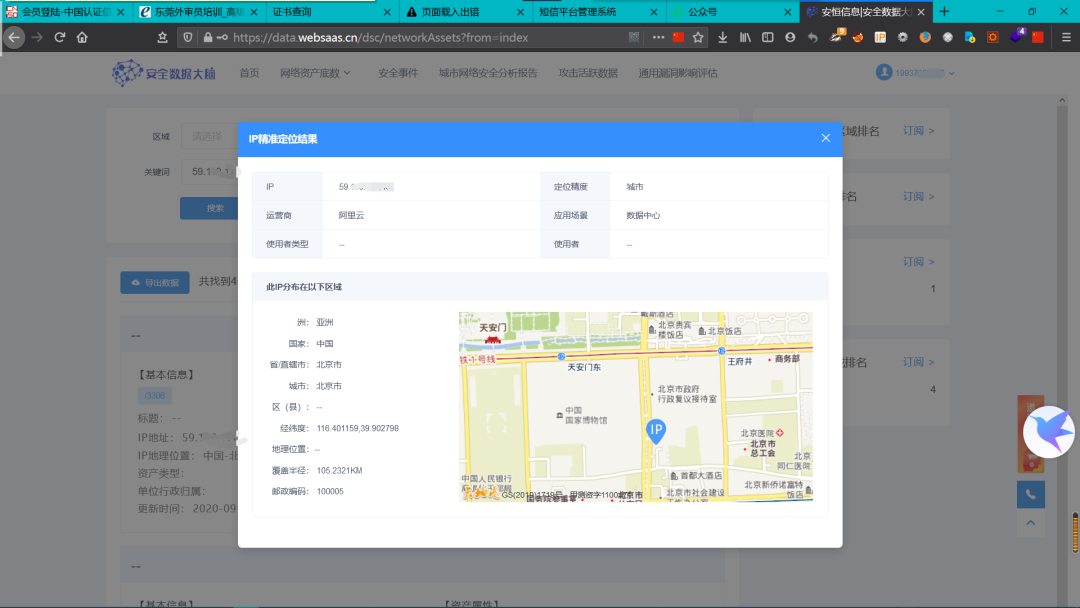 会员登陆-中国认证信
东莞外审员培训_高级
证书查询
页面载入出错
短信平台管理系统
公众号
安恒信息|安全数据大脑
https://data.websaas.cn/dsc/networkAssets?from=index
安全数据大脑
首页
网络资产底数
安全事件
城市网络安全分析报告
攻击活跃数据
通用漏洞影响评估
19937
区域
请选择
关键词
59.1
搜索
域排名
订阅 >
排名
订阅 >
订阅 >
1
排名
订阅 >
4
导出数据
共找到4
--
【基本信息】
/3306
标题: --
IP地址: 59.
IP地理位置: 中国-北
资产类型:
单位行政归属:
更新时间: 2020-09
--
【基本信息】
【资产属性】
IP精准定位结果
IP
59.
定位精度
城市
运营商
阿里云
应用场景
数据中心
使用者类型
--
使用者
--
此IP分布在以下区域
洲: 亚洲
国家: 中国
省/直辖市: 北京市
城市: 北京市
区(县): --
经纬度: 116.401159,39.902798
地理位置: --
覆盖半径: 105.2321KM
邮政编码: 100005
天安门
北京贵宾
楼饭店
北京饭店
铁1号线
天安门东
王府井
商务部
北京市政府
行政复议接待室
中国
国家博物馆
IP
北京医院
北京市
总工会
北京
同仁医院
首都大酒店
中国人民银行
北京新侨诺富特
饭店
北京市社会建设